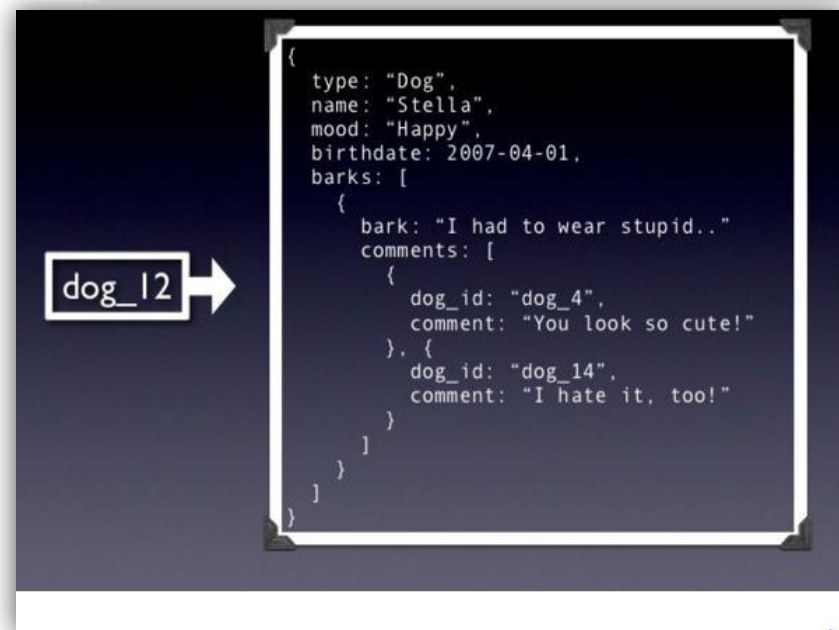 dog_12
{
type: “Dog”,
name: “Stella”,
mood: “Happy”,
birthdate: 2007-04-01,
barks: [
{
bark: “I had to wear stupid..”
comments: [
{
dog_id: “dog_4”,
comment: “You look so cute!”
}, {
dog_id: “dog_14”,
comment: “I hate it, too!”
}
]
}
]
}